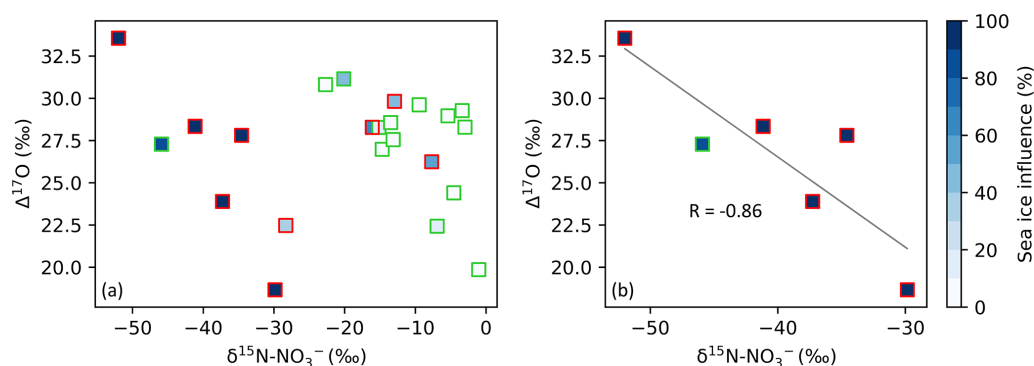 32.5
30.0
27.5
25.0
22.5
20.0
Δ¹⁷O (‰)
(a)
−50 −40 −30 −20 −10 0
δ¹⁵N-NO₃⁻ (‰)
32.5
30.0
27.5
25.0
22.5
20.0
Δ¹⁷O (‰)
R = -0.86
(b)
−50 −40 −30
δ¹⁵N-NO₃⁻ (‰)
100
80
60
40
20
0
Sea ice influence (%)